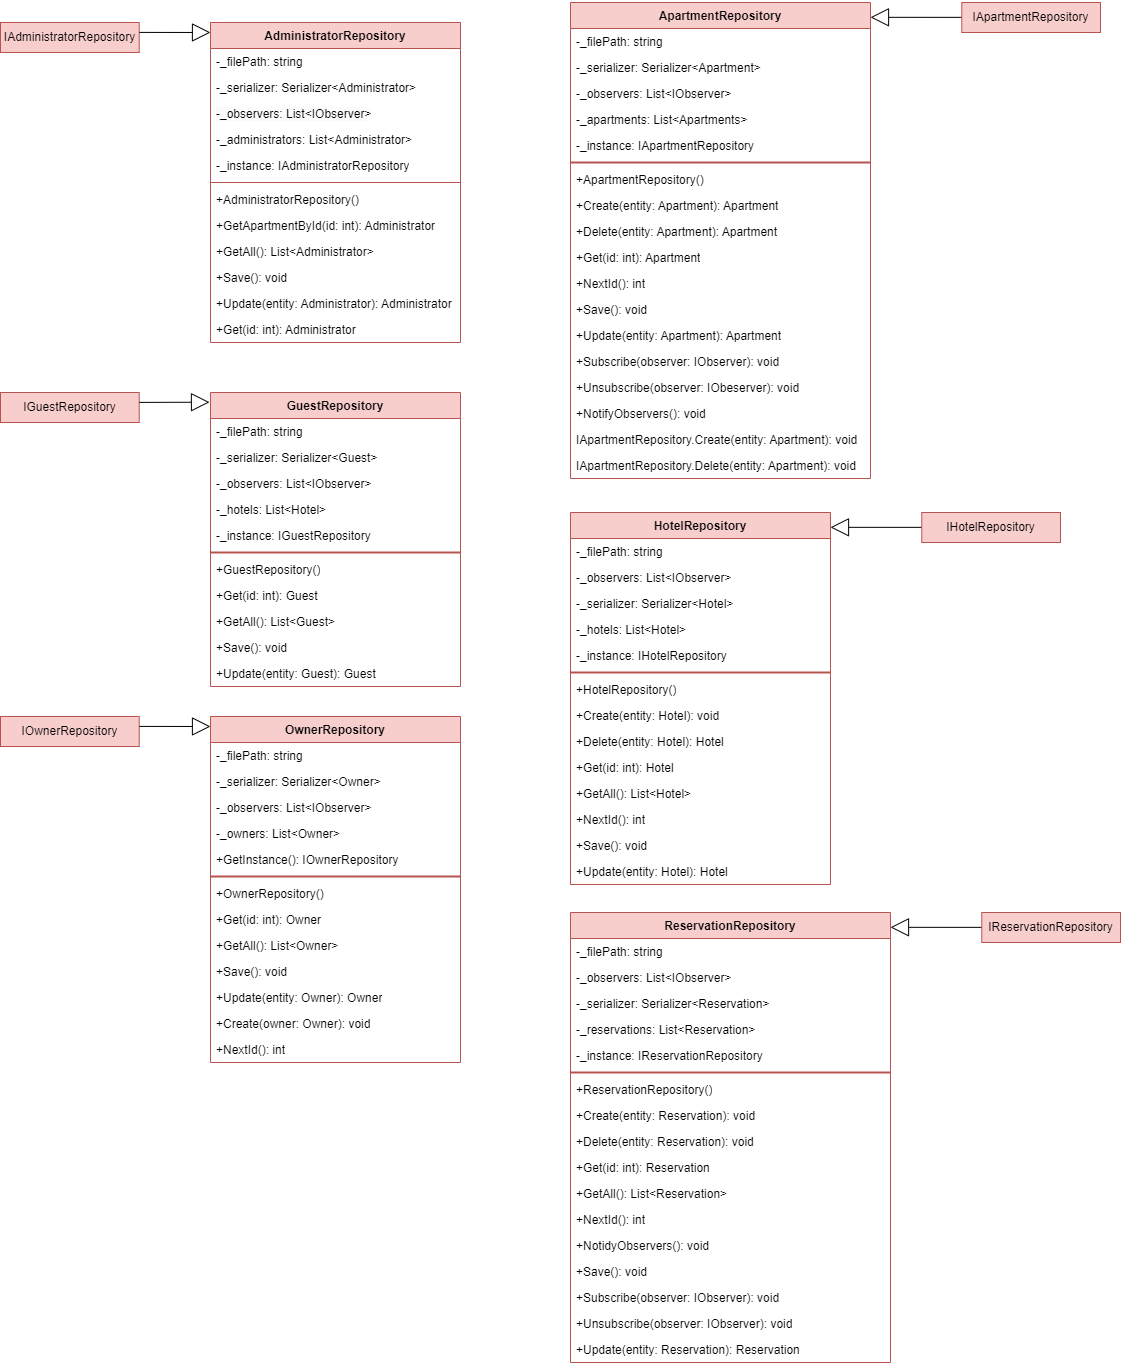 IAdministratorRepository
AdministratorRepository
-_filePath: string
-_serializer: Serializer<Administrator>
-_observers: List<IObserver>
-_administrators: List<Administrator>
-_instance: IAdministratorRepository
+AdministratorRepository()
+GetApartmentById(id: int): Administrator
+GetAll(): List<Administrator>
+Save(): void
+Update(entity: Administrator): Administrator
+Get(id: int): Administrator
IGuestRepository
GuestRepository
-_filePath: string
-_serializer: Serializer<Guest>
-_observers: List<IObserver>
-_hotels: List<Hotel>
-_instance: IGuestRepository
+GuestRepository()
+Get(id: int): Guest
+GetAll(): List<Guest>
+Save(): void
+Update(entity: Guest): Guest
IOwnerRepository
OwnerRepository
-_filePath: string
-_serializer: Serializer<Owner>
-_observers: List<IObserver>
-_owners: List<Owner>
+GetInstance(): IOwnerRepository
+OwnerRepository()
+Get(id: int): Owner
+GetAll(): List<Owner>
+Save(): void
+Update(entity: Owner): Owner
+Create(owner: Owner): void
+NextId(): int
ApartmentRepository
IApartmentRepository
-_filePath: string
-_serializer: Serializer<Apartment>
-_observers: List<IObserver>
-_apartments: List<Apartments>
-_instance: IApartmentRepository
+ApartmentRepository()
+Create(entity: Apartment): Apartment
+Delete(entity: Apartment): Apartment
+Get(id: int): Apartment
+NextId(): int
+Save(): void
+Update(entity: Apartment): Apartment
+Subscribe(observer: IObserver): void
+Unsubscribe(observer: IObeserver): void
+NotifyObservers(): void
IApartmentRepository.Create(entity: Apartment): void
IApartmentRepository.Delete(entity: Apartment): void
HotelRepository
IHotelRepository
-_filePath: string
-_observers: List<IObserver>
-_serializer: Serializer<Hotel>
-_hotels: List<Hotel>
-_instance: IHotelRepository
+HotelRepository()
+Create(entity: Hotel): void
+Delete(entity: Hotel): Hotel
+Get(id: int): Hotel
+GetAll(): List<Hotel>
+NextId(): int
+Save(): void
+Update(entity: Hotel): Hotel
ReservationRepository
IReservationRepository
-_filePath: string
-_observers: List<IObserver>
-_serializer: Serializer<Reservation>
-_reservations: List<Reservation>
-_instance: IReservationRepository
+ReservationRepository()
+Create(entity: Reservation): void
+Delete(entity: Reservation): void
+Get(id: int): Reservation
+GetAll(): List<Reservation>
+NextId(): int
+NotidyObservers(): void
+Save(): void
+Subscribe(observer: IObserver): void
+Unsubscribe(observer: IObserver): void
+Update(entity: Reservation): Reservation